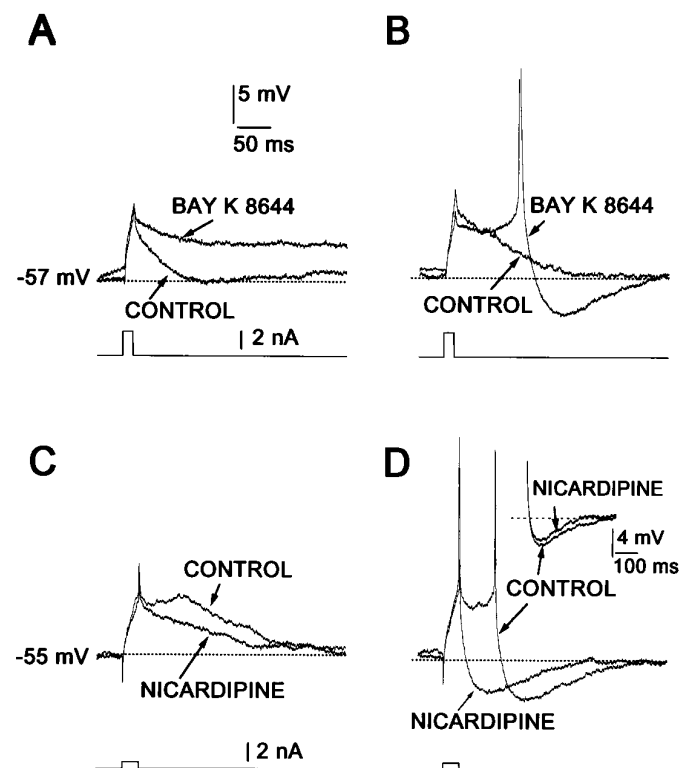 A
B
5 mV
50 ms
BAY K 8644
BAY K 8644
-57 mV
CONTROL
CONTROL
2 nA
C
D
NICARDIPINE
4 mV
100 ms
CONTROL
CONTROL
-55 mV
NICARDIPINE
NICARDIPINE
2 nA